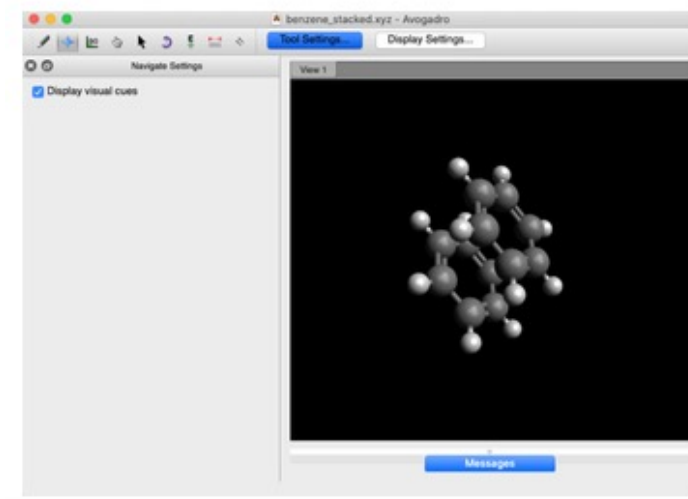 benzene_stacked.xyz - Avogadro
Tool Settings... Display Settings...
Navigate Settings
View 1
Display visual cues
Messages